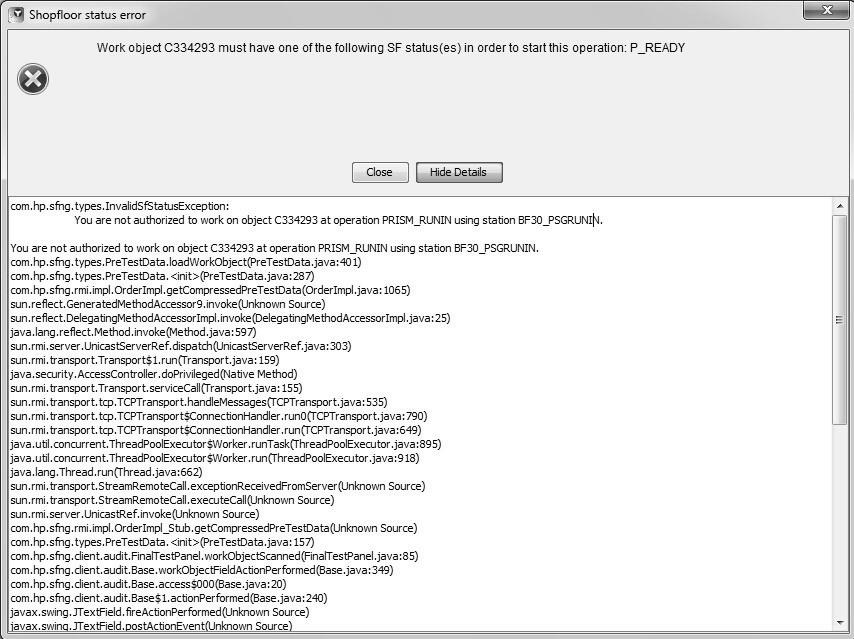 Shopfloor status error
Work object C334293 must have one of the following SF status(es) in order to start this operation: P_READY
Close
Hide Details
com.hp.sfng.types.InvalidSfStatusException:
You are not authorized to work on object C334293 at operation PRISM_RUNIN using station BF30_PSGRUNIN.
You are not authorized to work on object C334293 at operation PRISM_RUNIN using station BF30_PSGRUNIN.
com.hp.sfng.types.PreTestData.loadWorkObject(PreTestData.java:401)
com.hp.sfng.types.PreTestData.<init>(PreTestData.java:287)
com.hp.sfng.rmi.impl.OrderImpl.getCompressedPreTestData(OrderImpl.java:1065)
sun.reflect.GeneratedMethodAccessor9.invoke(Unknown Source)
sun.reflect.DelegatingMethodAccessorImpl.invoke(DelegatingMethodAccessorImpl.java:25)
java.lang.reflect.Method.invoke(Method.java:597)
sun.rmi.server.UnicastServerRef.dispatch(UnicastServerRef.java:303)
sun.rmi.transport.Transport$1.run(Transport.java:159)
java.security.AccessController.doPrivileged(Native Method)
sun.rmi.transport.Transport.serviceCall(Transport.java:155)
sun.rmi.transport.tcp.TCPTransport.handleMessages(TCPTransport.java:535)
sun.rmi.transport.tcp.TCPTransport$ConnectionHandler.run0(TCPTransport.java:790)
sun.rmi.transport.tcp.TCPTransport$ConnectionHandler.run(TCPTransport.java:649)
java.util.concurrent.ThreadPoolExecutor$Worker.runTask(ThreadPoolExecutor.java:895)
java.util.concurrent.ThreadPoolExecutor$Worker.run(ThreadPoolExecutor.java:918)
java.lang.Thread.run(Thread.java:662)
sun.rmi.transport.StreamRemoteCall.exceptionReceivedFromServer(Unknown Source)
sun.rmi.transport.StreamRemoteCall.executeCall(Unknown Source)
sun.rmi.server.UnicastRef.invoke(Unknown Source)
com.hp.sfng.rmi.impl.OrderImpl_Stub.getCompressedPreTestData(Unknown Source)
com.hp.sfng.types.PreTestData.<init>(PreTestData.java:157)
com.hp.sfng.client.audit.FinalTestPanel.workObjectScanned(FinalTestPanel.java:85)
com.hp.sfng.client.audit.Base.workObjectFieldActionPerformed(Base.java:349)
com.hp.sfng.client.audit.Base.access$000(Base.java:20)
com.hp.sfng.client.audit.Base$1.actionPerformed(Base.java:240)
javax.swing.JTextField.fireActionPerformed(Unknown Source)
javax.swing.JTextField.postActionEvent(Unknown Source)